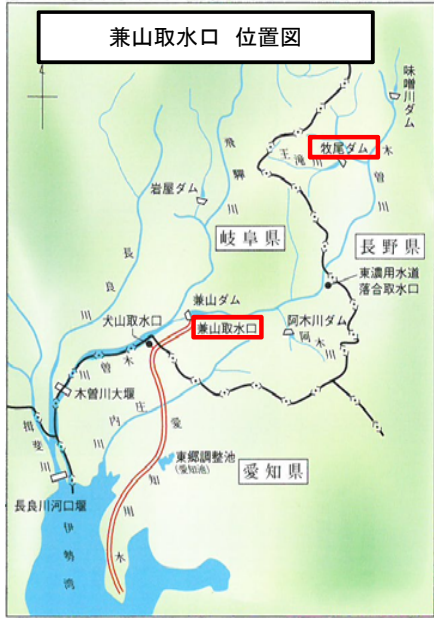 兼山取水口 位置図
4
味噌川ダム
牧尾ダム
王滝川
木曽川
飛騨川
岩屋ダム
岐阜県
長野県
長良川
東濃用水道
落合取水口
兼山ダム
犬山取水口
兼山取水口
阿木川ダム
阿木川
木曽川
木曽川大堰
庄内川
愛知用水
揖斐川
東郷調整池
(愛知池)
愛知県
長良川河口堰
伊勢湾